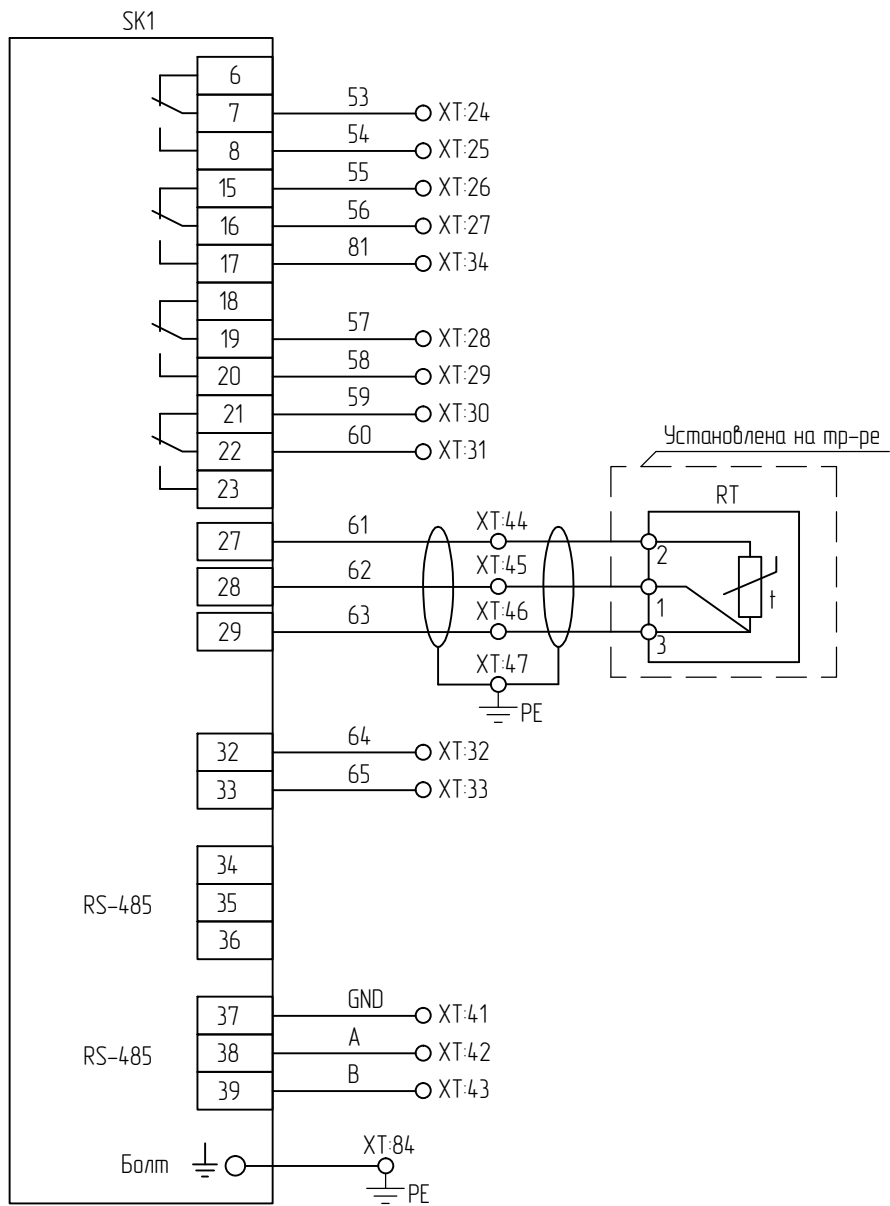 SK1
6
7 53 XT:24
8 54 XT:25
15 55 XT:26
16 56 XT:27
17 81 XT:34
18
19 57 XT:28
20 58 XT:29
21 59 XT:30
22 60 XT:31
23
Установлена на тр-ре
RT
27 61 XT:44 2
28 62 XT:45 1 t
29 63 XT:46 3
XT:47
PE
32 64 XT:32
33 65 XT:33
34
RS-485 35
36
37 GND XT:41
RS-485 38 A XT:42
39 B XT:43
Болт XT:84
PE